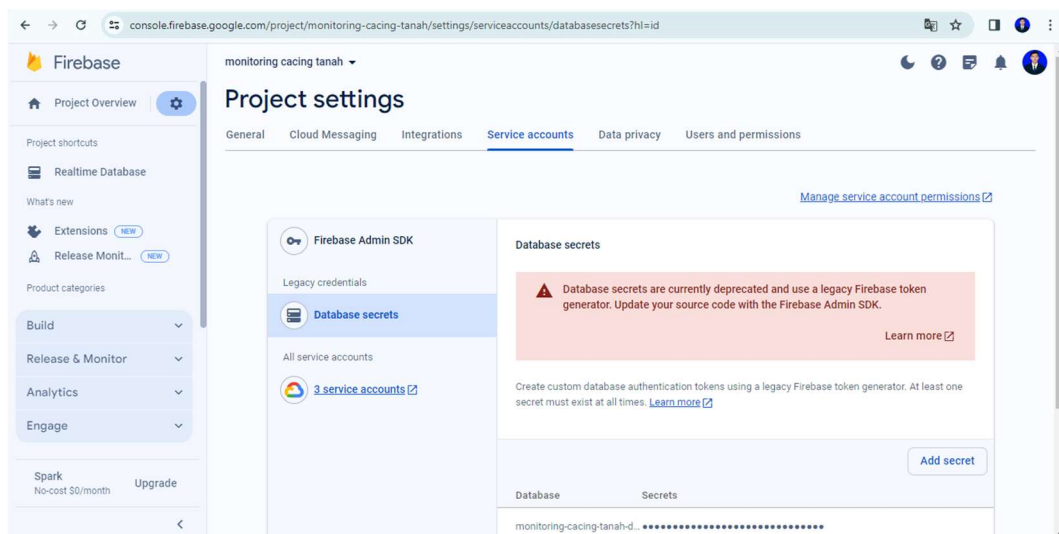 console.firebase.google.com/project/monitoring-cacing-tanah/settings/serviceaccounts/databasesecrets?hl=id
Firebase
monitoring cacing tanah
Project Overview
Project settings
General Cloud Messaging Integrations Service accounts Data privacy Users and permissions
Project shortcuts
Realtime Database
What's new
Extensions NEW
Release Monit... NEW
Product categories
Build
Release & Monitor
Analytics
Engage
Spark
No-cost $0/month
Upgrade
Manage service account permissions
Firebase Admin SDK
Legacy credentials
Database secrets
All service accounts
3 service accounts
Database secrets
Database secrets are currently deprecated and use a legacy Firebase token
generator. Update your source code with the Firebase Admin SDK.
Learn more
Create custom database authentication tokens using a legacy Firebase token generator. At least one
secret must exist at all times. Learn more
Add secret
Database Secrets
monitoring-cacing-tanah-d... ••••••••••••••••••••••••••••••